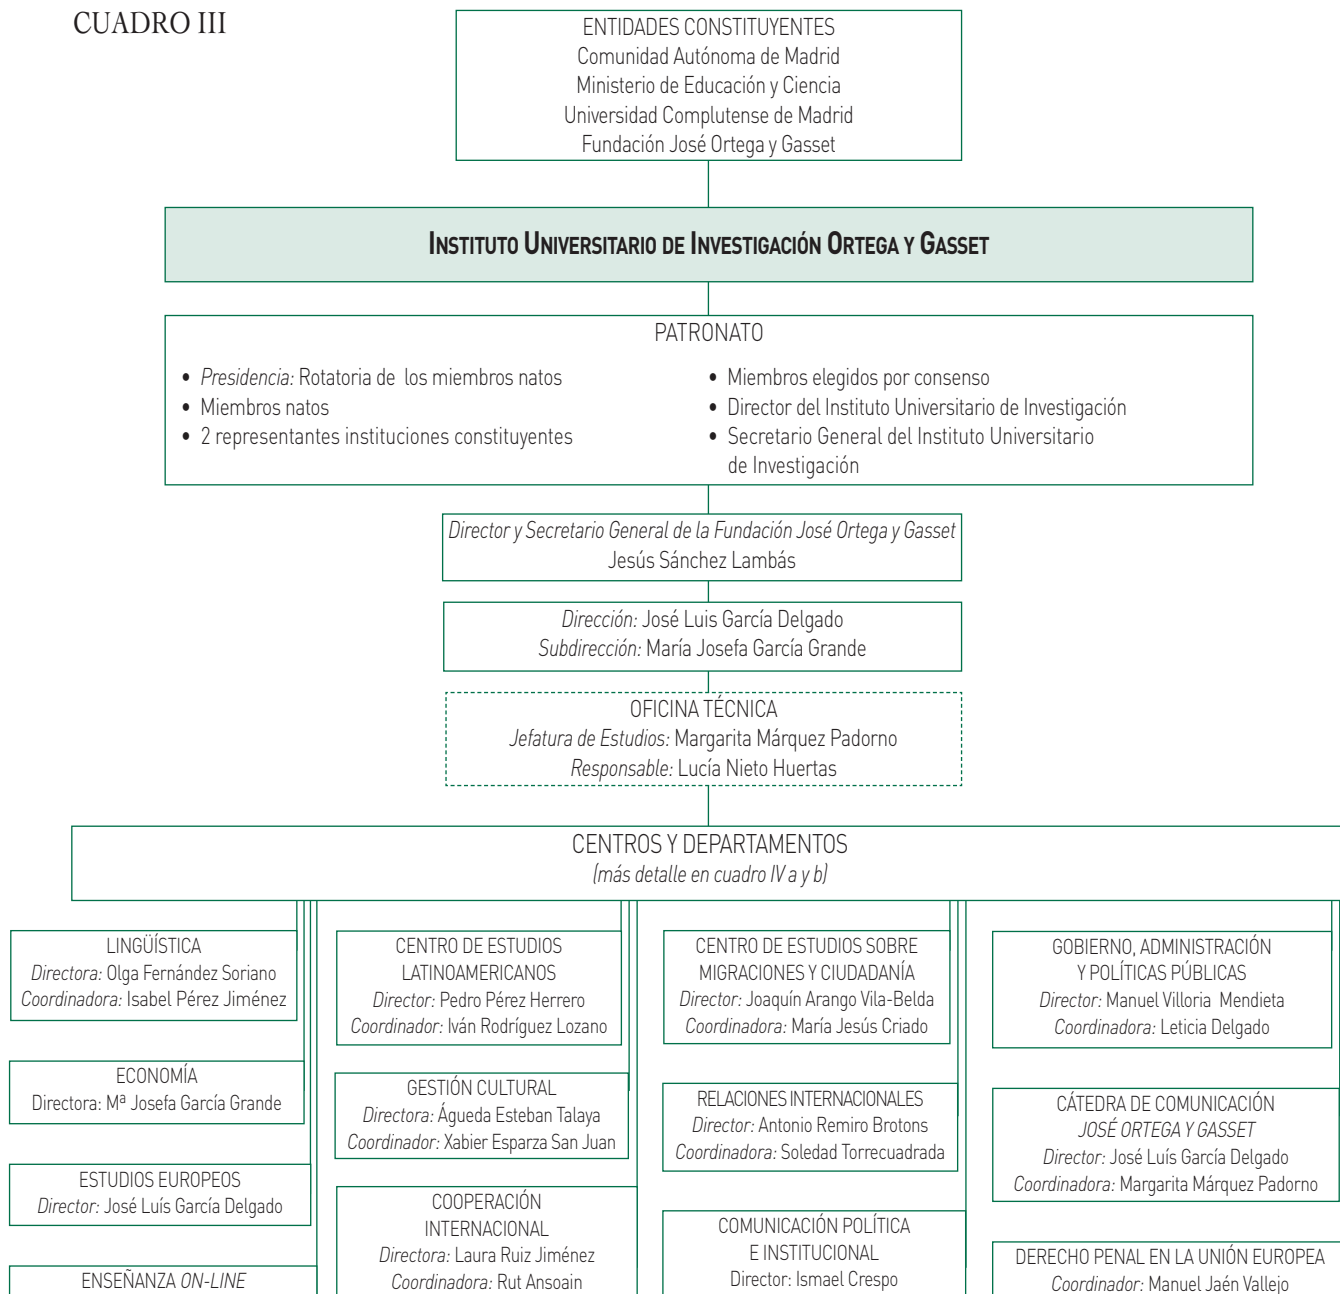 CUADRO III
ENTIDADES CONSTITUYENTES
Comunidad Autónoma de Madrid
Ministerio de Educación y Ciencia
Universidad Complutense de Madrid
Fundación José Ortega y Gasset
INSTITUTO UNIVERSITARIO DE INVESTIGACIÓN ORTEGA Y GASSET
PATRONATO
• Presidencia: Rotatoria de los miembros natos
• Miembros natos
• 2 representantes instituciones constituyentes
• Miembros elegidos por consenso
• Director del Instituto Universitario de Investigación
• Secretario General del Instituto Universitario
de Investigación
Director y Secretario General de la Fundación José Ortega y Gasset
Jesús Sánchez Lambás
Dirección: José Luis García Delgado
Subdirección: María Josefa García Grande
OFICINA TÉCNICA
Jefatura de Estudios: Margarita Márquez Padorno
Responsable: Lucía Nieto Huertas
CENTROS Y DEPARTAMENTOS
(más detalle en cuadro IV a y b)
LINGÜÍSTICA
Directora: Olga Fernández Soriano
Coordinadora: Isabel Pérez Jiménez
ECONOMÍA
Directora: Mª Josefa García Grande
ESTUDIOS EUROPEOS
Director: José Luís García Delgado
ENSEÑANZA ON-LINE
CENTRO DE ESTUDIOS
LATINOAMERICANOS
Director: Pedro Pérez Herrero
Coordinador: Iván Rodríguez Lozano
GESTIÓN CULTURAL
Directora: Águeda Esteban Talaya
Coordinador: Xabier Esparza San Juan
COOPERACIÓN
INTERNACIONAL
Directora: Laura Ruiz Jiménez
Coordinadora: Rut Ansoain
CENTRO DE ESTUDIOS SOBRE
MIGRACIONES Y CIUDADANÍA
Director: Joaquín Arango Vila-Belda
Coordinadora: María Jesús Criado
RELACIONES INTERNACIONALES
Director: Antonio Remiro Brotons
Coordinadora: Soledad Torrecuadrada
COMUNICACIÓN POLÍTICA
E INSTITUCIONAL
Director: Ismael Crespo
GOBIERNO, ADMINISTRACIÓN
Y POLÍTICAS PÚBLICAS
Director: Manuel Villoria Mendieta
Coordinadora: Leticia Delgado
CÁTEDRA DE COMUNICACIÓN
JOSÉ ORTEGA Y GASSET
Director: José Luís García Delgado
Coordinadora: Margarita Márquez Padorno
DERECHO PENAL EN LA UNIÓN EUROPEA
Coordinador: Manuel Jaén Vallejo